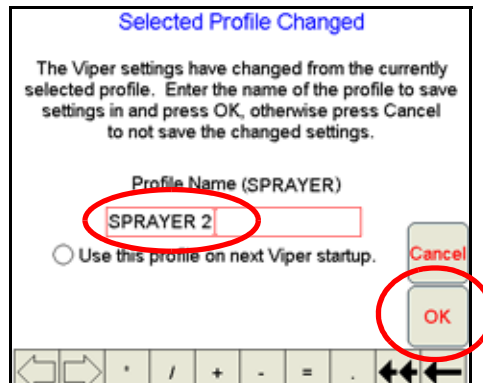 Selected Profile Changed
The Viper settings have changed from the currently
selected profile. Enter the name of the profile to save
settings in and press OK, otherwise press Cancel
to not save the changed settings.
Profile Name (SPRAYER)
SPRAYER 2
Use this profile on next Viper startup.
Cancel
OK
* / + - = .